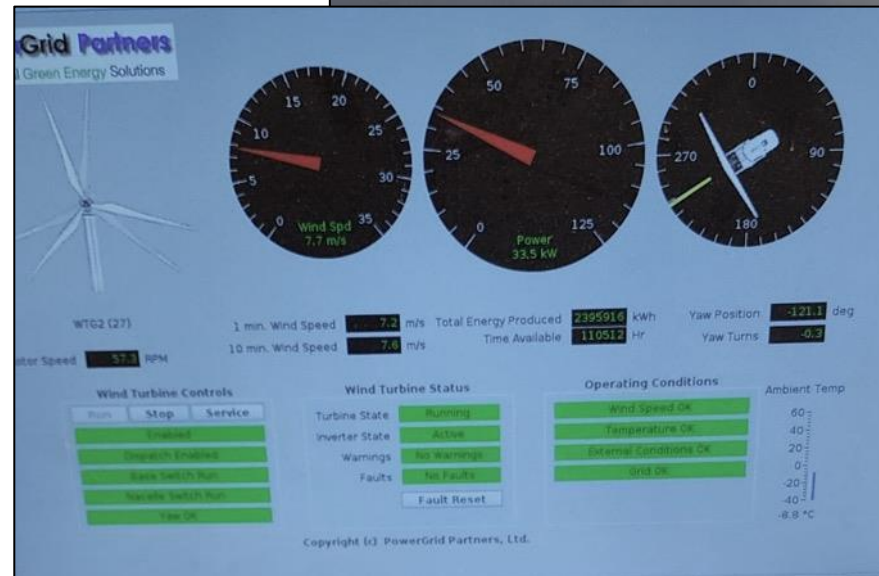 Grid Partners
l Green Energy Solutions
WTG2 (27)
otor Speed 57.3 RPM
0 5 10 15 20 25 30 35
Wind Spd
7.7 m/s
0 25 50 75 100 125
Power
33.5 kW
0 90 180 270
1 min. Wind Speed 7.2 m/s
10 min. Wind Speed 7.6 m/s
Total Energy Produced 2395916 kWh
Time Available 110512 Hr
Yaw Position -121.1 deg
Yaw Turns -0.3
Wind Turbine Controls
Run Stop Service
Enabled
Dispatch Enabled
Base Switch Run
Nacelle Switch Run
Yaw OK
Wind Turbine Status
Turbine State Running
Inverter State Active
Warnings No Warnings
Faults No Faults
Fault Reset
Operating Conditions
Wind Speed OK
Temperature OK
External Conditions OK
Grid OK
Ambient Temp
60
40
20
0
-20
-40
-8.8 °C
Copyright (c) PowerGrid Partners, Ltd.